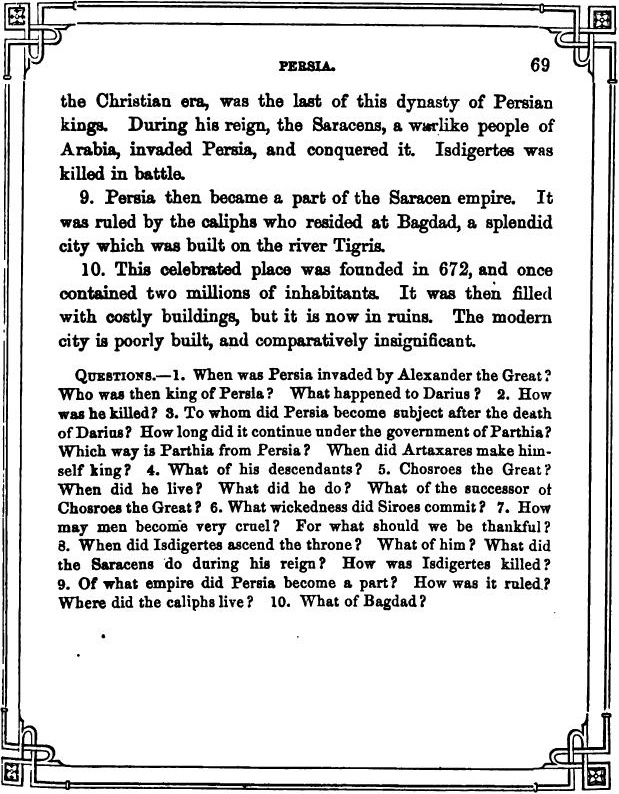 PERSIA. 69
the Christian era, was the last of this dynasty of Persian
kings. During his reign, the Saracens, a warlike people of
Arabia, invaded Persia, and conquered it. Isdigertes was
killed in battle.
9. Persia then became a part of the Saracen empire. It
was ruled by the caliphs who resided at Bagdad, a splendid
city which was built on the river Tigris.
10. This celebrated place was founded in 672, and once
contained two millions of inhabitants. It was then filled
with costly buildings, but it is now in ruins. The modern
city is poorly built, and comparatively insignificant.
QUESTIONS.—1. When was Persia invaded by Alexander the Great?
Who was then king of Persia? What happened to Darius? 2. How
was he killed? 3. To whom did Persia become subject after the death
of Darius? How long did it continue under the government of Parthia?
Which way is Parthia from Persia? When did Artaxares make him-
self king? 4. What of his descendants? 5. Chosroes the Great?
When did he live? What did he do? What of the successor of
Chosroes the Great? 6. What wickedness did Siroes commit? 7. How
may men become very cruel? For what should we be thankful?
8. When did Isdigertes ascend the throne? What of him? What did
the Saracens do during his reign? How was Isdigertes killed?
9. Of what empire did Persia become a part? How was it ruled?
Where did the caliphs live? 10. What of Bagdad?